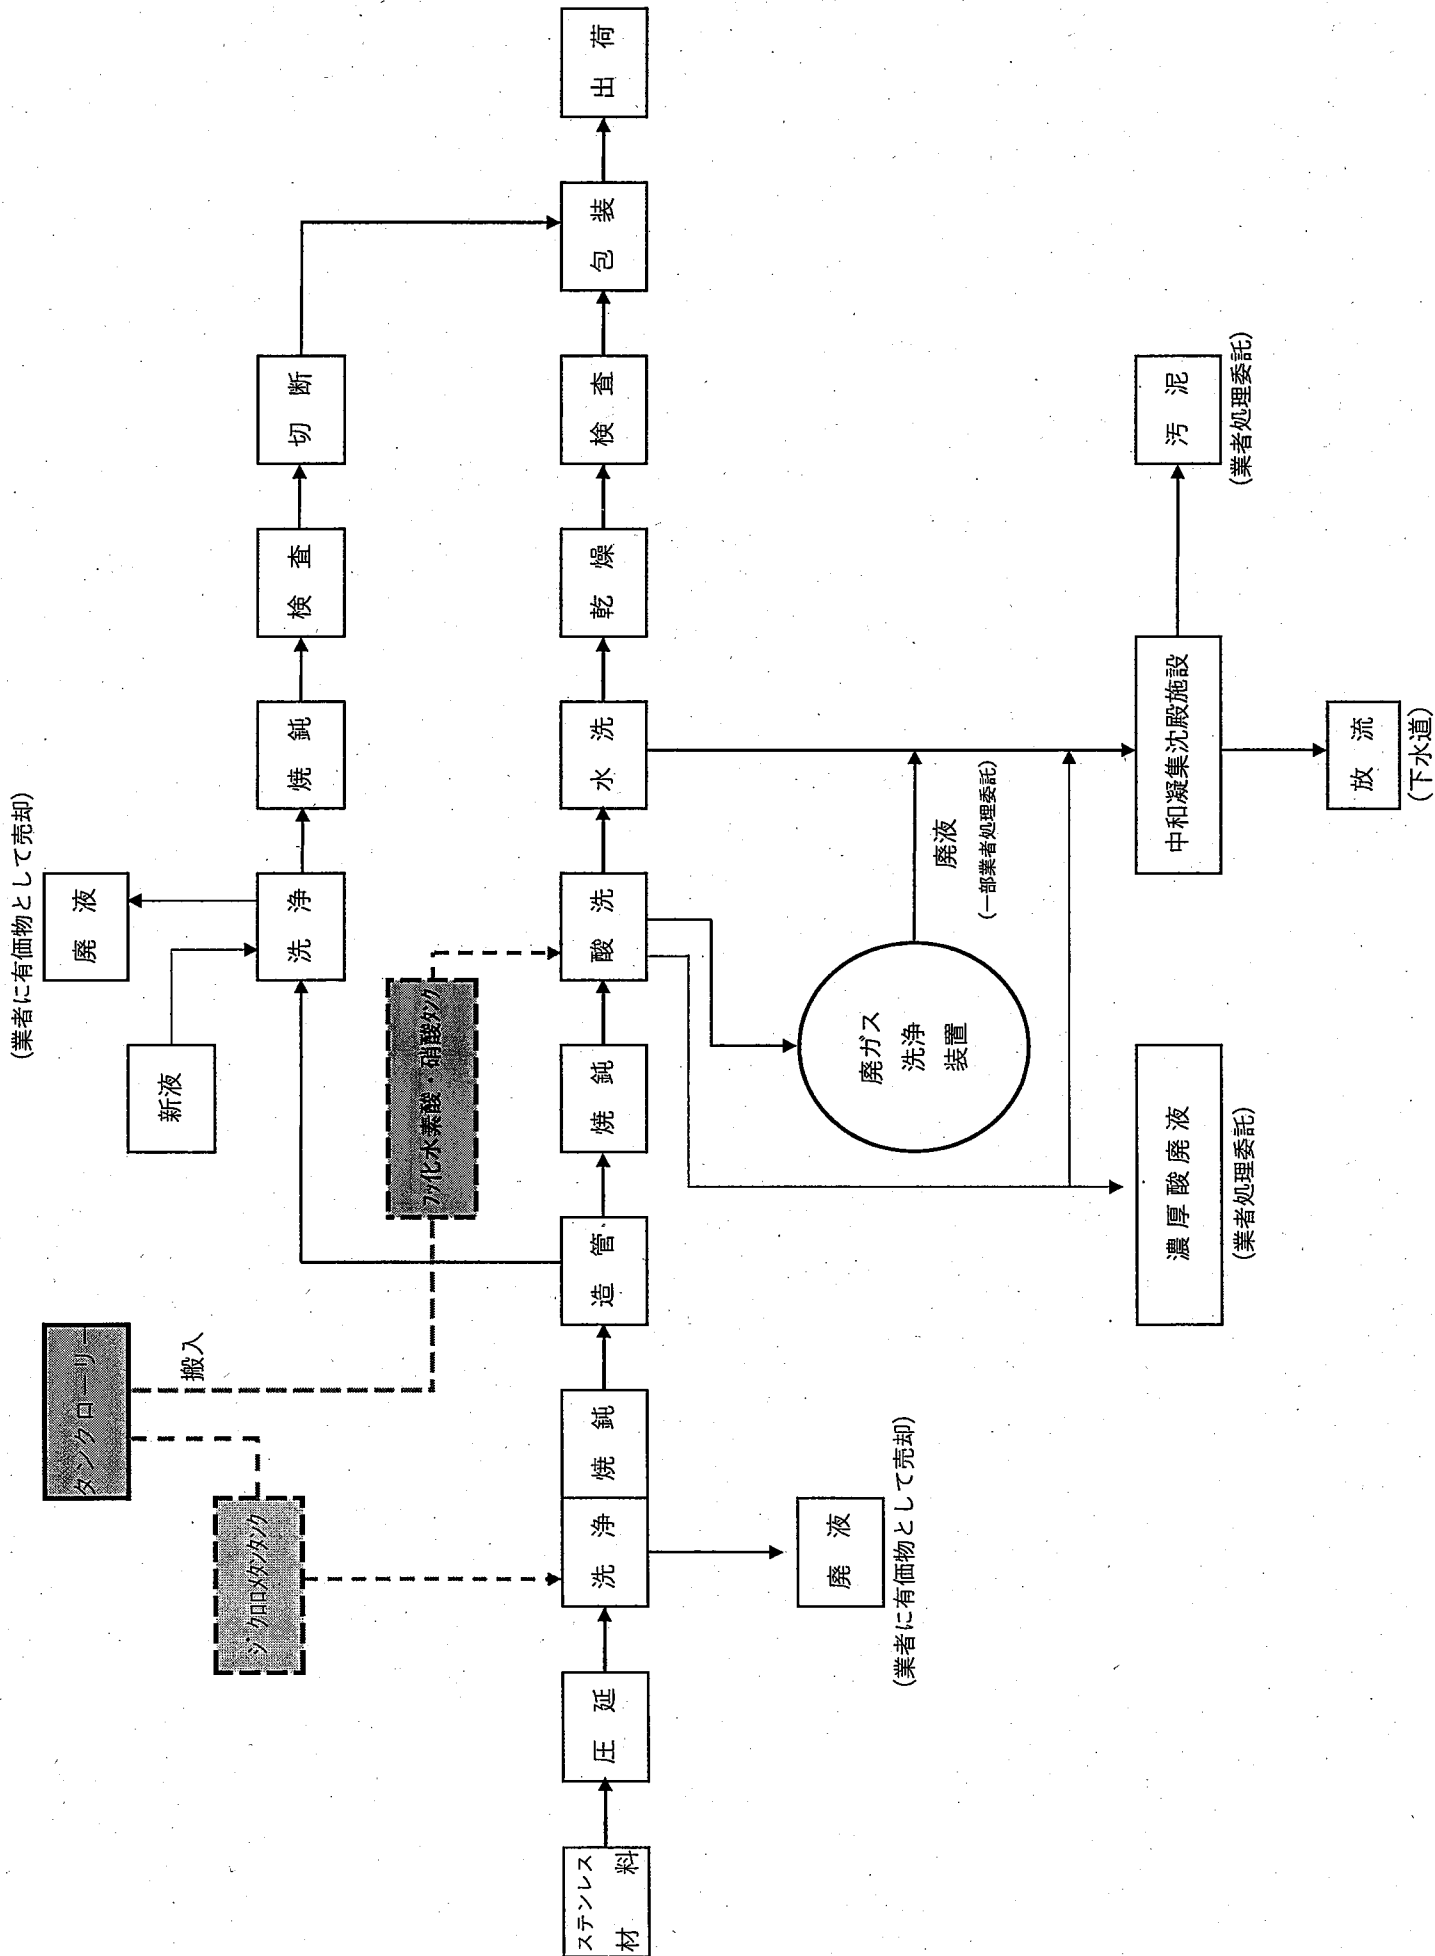 ステンレス
材 料
圧 延
洗 浄
焼 鈍
造 管
焼 鈍
酸 洗
水 洗
乾 燥
検 査
包 装
出 荷
タンクローリー
搬入
ジクロロメタンタンク
フッ化水素酸・硝酸タンク
新液
廃 液
(業者に有価物として売却)
洗 浄
焼 鈍
検 査
切 断
廃 液
(業者に有価物として売却)
廃ガス
洗浄
装置
廃液
(一部業者処理委託)
濃厚酸廃液
(業者処理委託)
中和凝集沈殿施設
汚 泥
(業者処理委託)
放 流
(下水道)